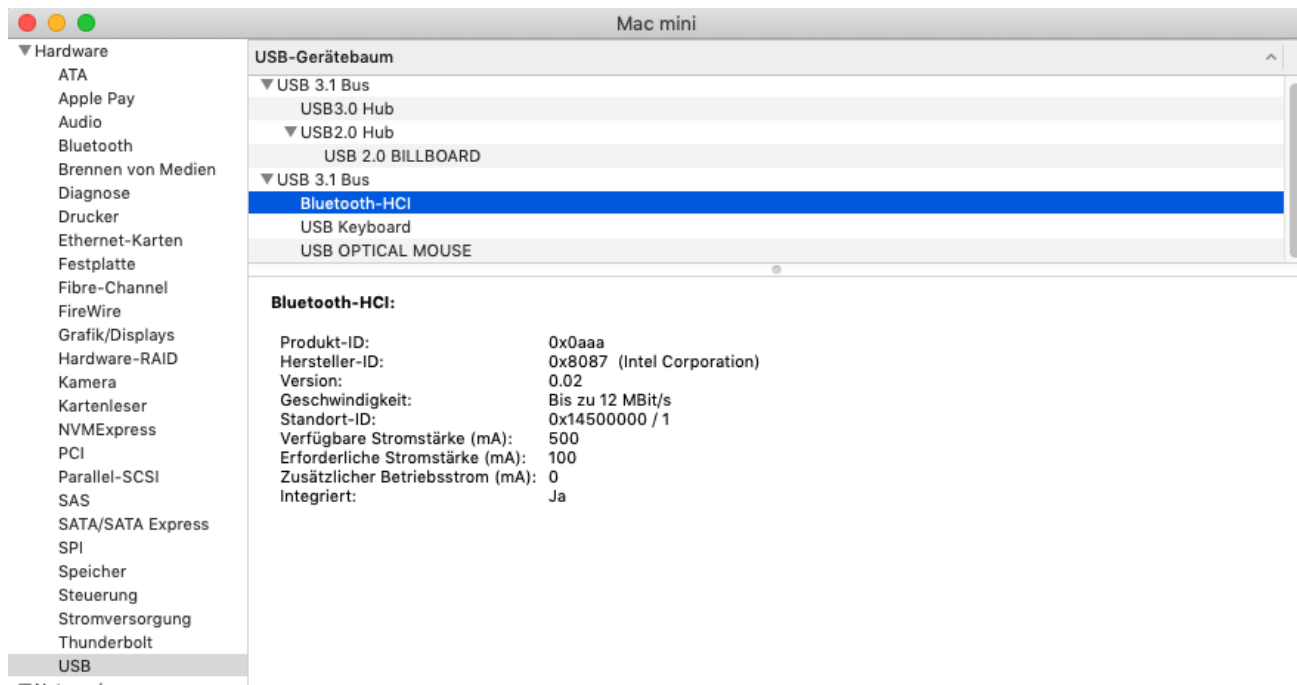 Mac mini
Hardware
ATA
Apple Pay
Audio
Bluetooth
Brennen von Medien
Diagnose
Drucker
Ethernet-Karten
Festplatte
Fibre-Channel
FireWire
Grafik/Displays
Hardware-RAID
Kamera
Kartenleser
NVMExpress
PCI
Parallel-SCSI
SAS
SATA/SATA Express
SPI
Speicher
Steuerung
Stromversorgung
Thunderbolt
USB
USB-Gerätebaum
USB 3.1 Bus
USB3.0 Hub
USB2.0 Hub
USB 2.0 BILLBOARD
USB 3.1 Bus
Bluetooth-HCI
USB Keyboard
USB OPTICAL MOUSE
Bluetooth-HCI:
Produkt-ID: 0x0aaa
Hersteller-ID: 0x8087 (Intel Corporation)
Version: 0.02
Geschwindigkeit: Bis zu 12 MBit/s
Standort-ID: 0x14500000 / 1
Verfügbare Stromstärke (mA): 500
Erforderliche Stromstärke (mA): 100
Zusätzlicher Betriebsstrom (mA): 0
Integriert: Ja